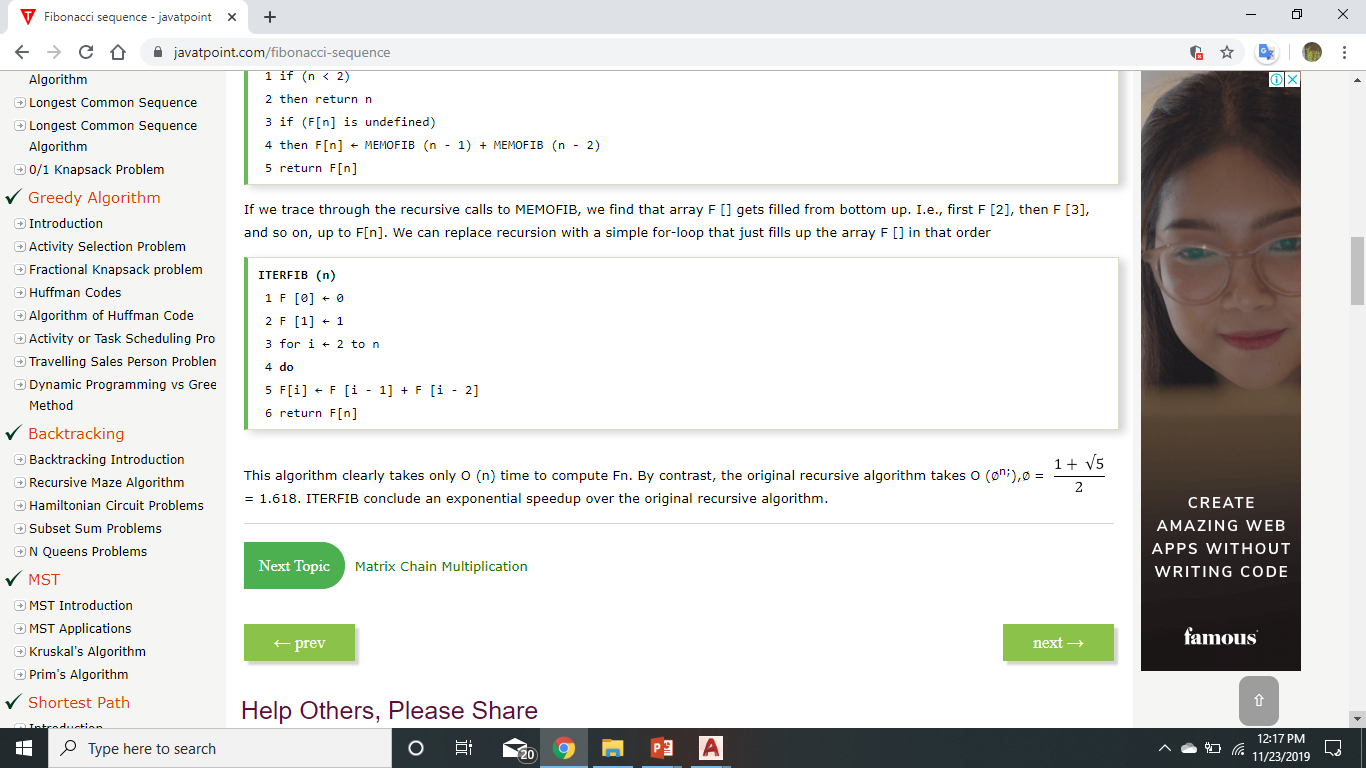 Fibonacci sequence - javatpoint
javatpoint.com/fibonacci-sequence
Algorithm
Longest Common Sequence
Longest Common Sequence
Algorithm
0/1 Knapsack Problem
Greedy Algorithm
Introduction
Activity Selection Problem
Fractional Knapsack problem
Huffman Codes
Algorithm of Huffman Code
Activity or Task Scheduling Pro
Travelling Sales Person Problem
Dynamic Programming vs Gree
Method
Backtracking
Backtracking Introduction
Recursive Maze Algorithm
Hamiltonian Circuit Problems
Subset Sum Problems
N Queens Problems
MST
MST Introduction
MST Applications
Kruskal's Algorithm
Prim's Algorithm
Shortest Path
Introduction
1 if (n < 2)
2 then return n
3 if (F[n] is undefined)
4 then F[n] ← MEMOFIB (n - 1) + MEMOFIB (n - 2)
5 return F[n]
If we trace through the recursive calls to MEMOFIB, we find that array F [] gets filled from bottom up. I.e., first F [2], then F [3],
and so on, up to F[n]. We can replace recursion with a simple for-loop that just fills up the array F [] in that order
ITERFIB (n)
1 F [0] ← 0
2 F [1] ← 1
3 for i ← 2 to n
4 do
5 F[i] ← F [i - 1] + F [i - 2]
6 return F[n]
This algorithm clearly takes only O (n) time to compute Fn. By contrast, the original recursive algorithm takes O (∅n;),∅ = 1 + √5 / 2
= 1.618. ITERFIB conclude an exponential speedup over the original recursive algorithm.
Next Topic Matrix Chain Multiplication
← prev
next →
Help Others, Please Share
CREATE
AMAZING WEB
APPS WITHOUT
WRITING CODE
famous
Type here to search
20
12:17 PM
11/23/2019